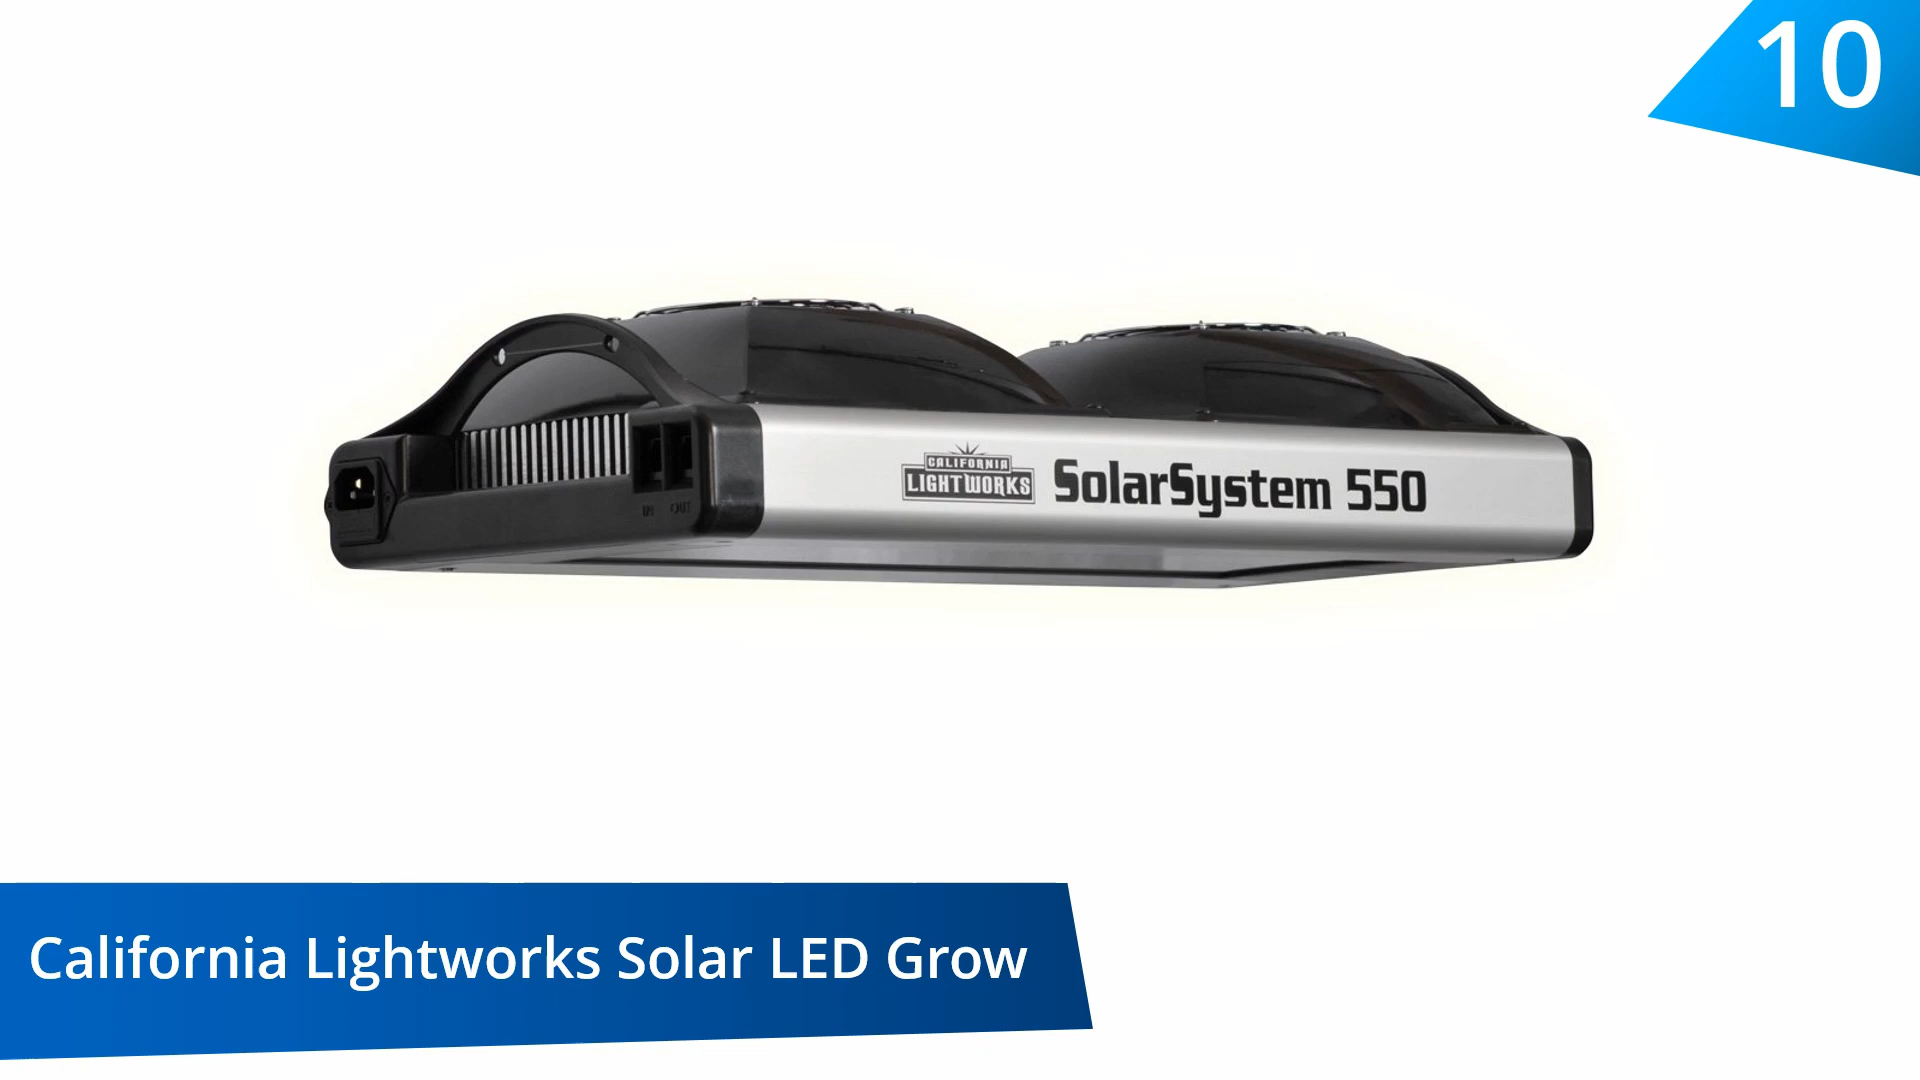 10
CALIFORNIA
LIGHTWORKS
SolarSystem 550
IN OUT
California Lightworks Solar LED Grow